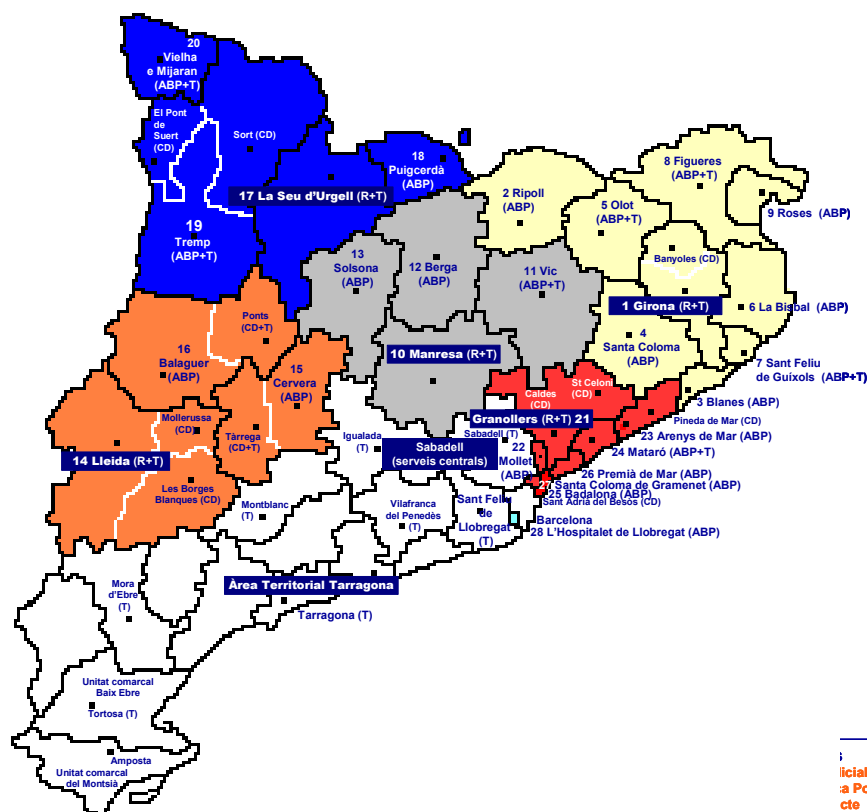 20
Vielha
e Mijaran
(ABP+T)
El Pont
de
Suert
(CD)
Sort (CD)
18
Puigcerdà
(ABP)
17 La Seu d'Urgell (R+T)
19
Tremp
(ABP+T)
2 Ripoll
(ABP)
8 Figueres
(ABP+T)
5 Olot
(ABP+T)
9 Roses (ABP)
Banyoles (CD)
13
Solsona
(ABP)
12 Berga
(ABP)
11 Vic
(ABP+T)
1 Girona (R+T)
6 La Bisbal (ABP)
4
Santa Coloma
(ABP)
7 Sant Feliu
de Guíxols (ABP+T)
Ponts
(CD+T)
16
Balaguer
(ABP)
15
Cervera
(ABP)
10 Manresa (R+T)
St Celoni
(CD)
Caldes
(CD)
3 Blanes (ABP)
Pineda de Mar (CD)
Granollers (R+T) 21
23 Arenys de Mar (ABP)
24 Mataró (ABP+T)
Mollerussa
(CD)
Tàrrega
(CD+T)
Igualada
(T)
Sabadell (T)
Sabadell
(serveis centrals)
22
Mollet
(ABP)
14 Lleida (R+T)
26 Premià de Mar (ABP)
27 Santa Coloma de Gramenet (ABP)
25 Badalona (ABP)
Sant Adrià del Besòs (CD)
Les Borges
Blanques (CD)
Montblanc
(T)
Vilafranca
del Penedès
(T)
Sant Feliu
de
Llobregat
(T)
Barcelona
28 L'Hospitalet de Llobregat (ABP)
Àrea Territorial Tarragona
Mora
d'Ebre
(T)
Tarragona (T)
Unitat comarcal
Baix Ebre
Tortosa (T)
Amposta
Unitat comarcal
del Montsià
s
licial
sa Po
cte